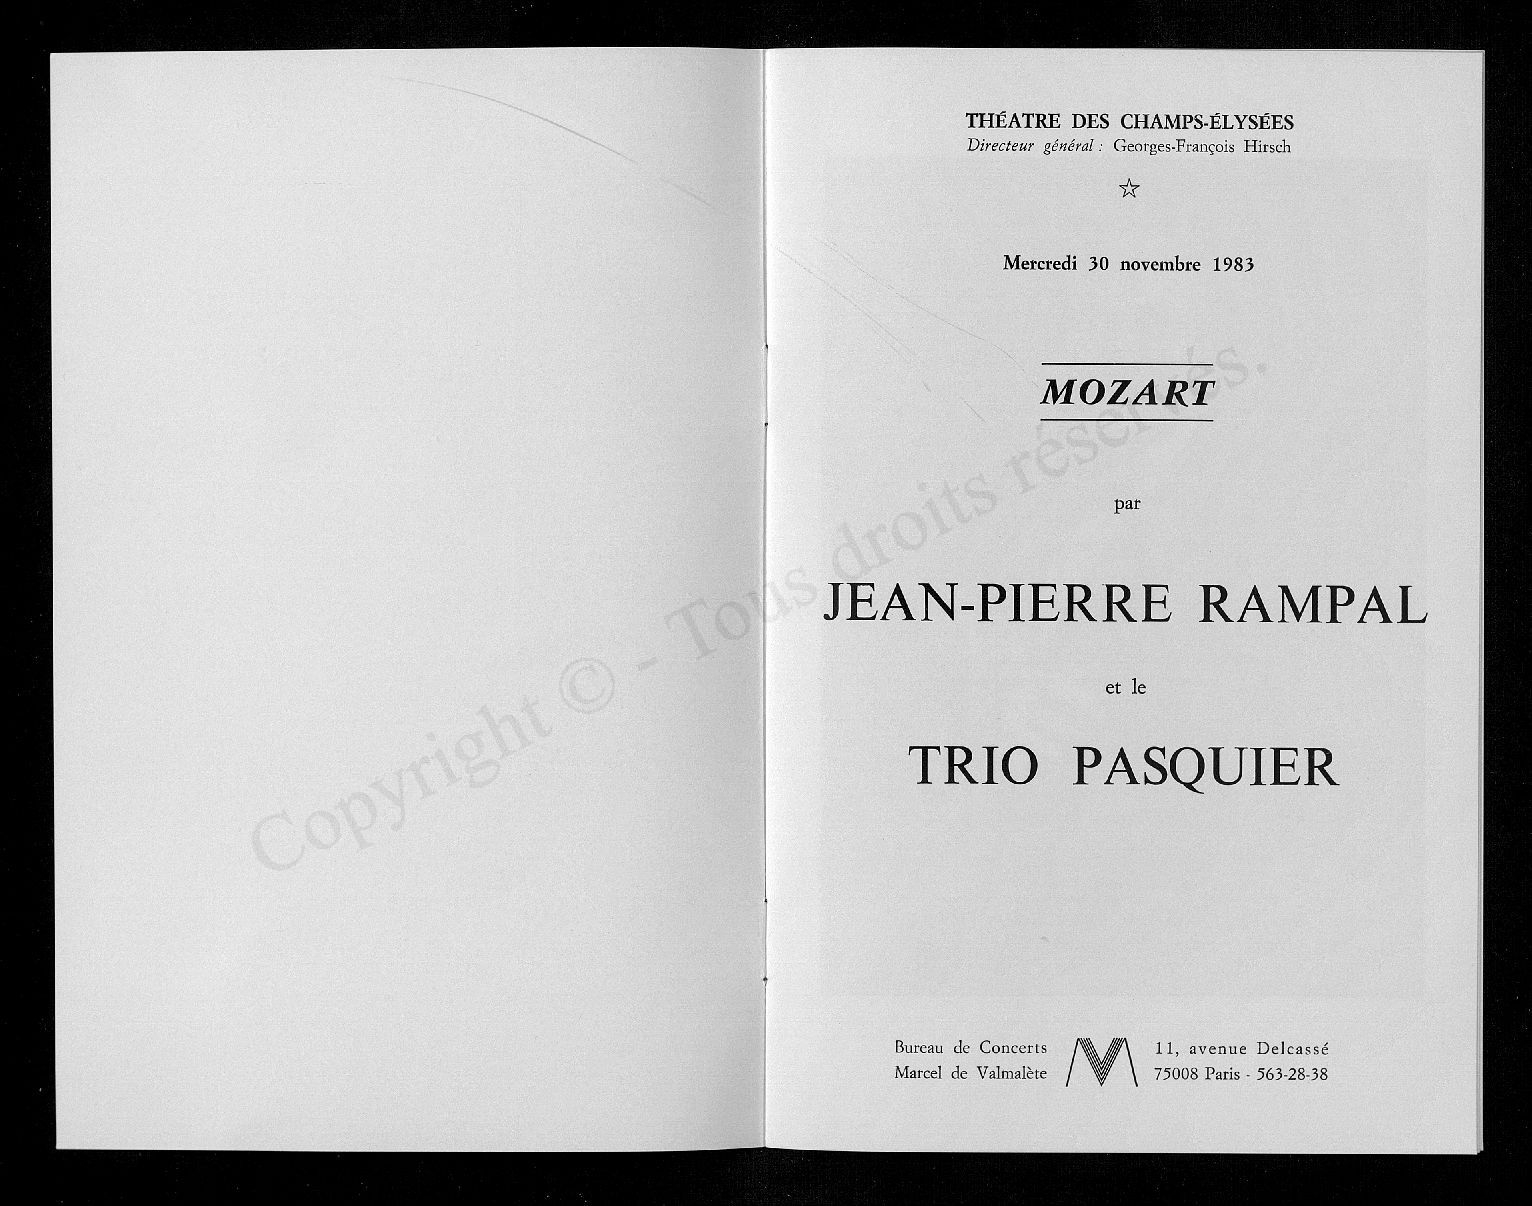 THÉATRE DES CHAMPS-ÉLYSÉES
Directeur général : Georges-François Hirsch
Mercredi 30 novembre 1983
MOZART
par
JEAN-PIERRE RAMPAL
et le
TRIO PASQUIER
Bureau de Concerts
Marcel de Valmalète
11, avenue Delcassé
75008 Paris - 563-28-38
Copyright © - Tous droits réservés.